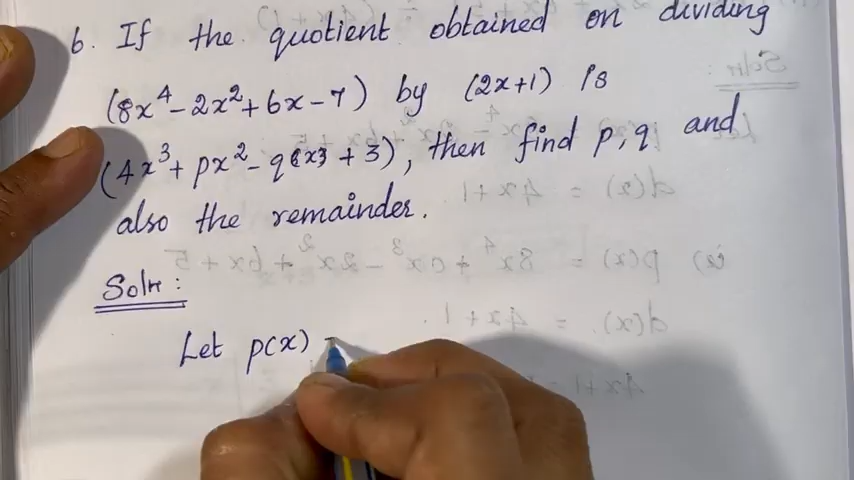 6. If the quotient obtained on dividing
(8x⁴ - 2x² + 6x - 7) by (2x+1) is
(4x³ + px² - qx + 3), then find p, q and
also the remainder.
Soln:
Let p(x) =